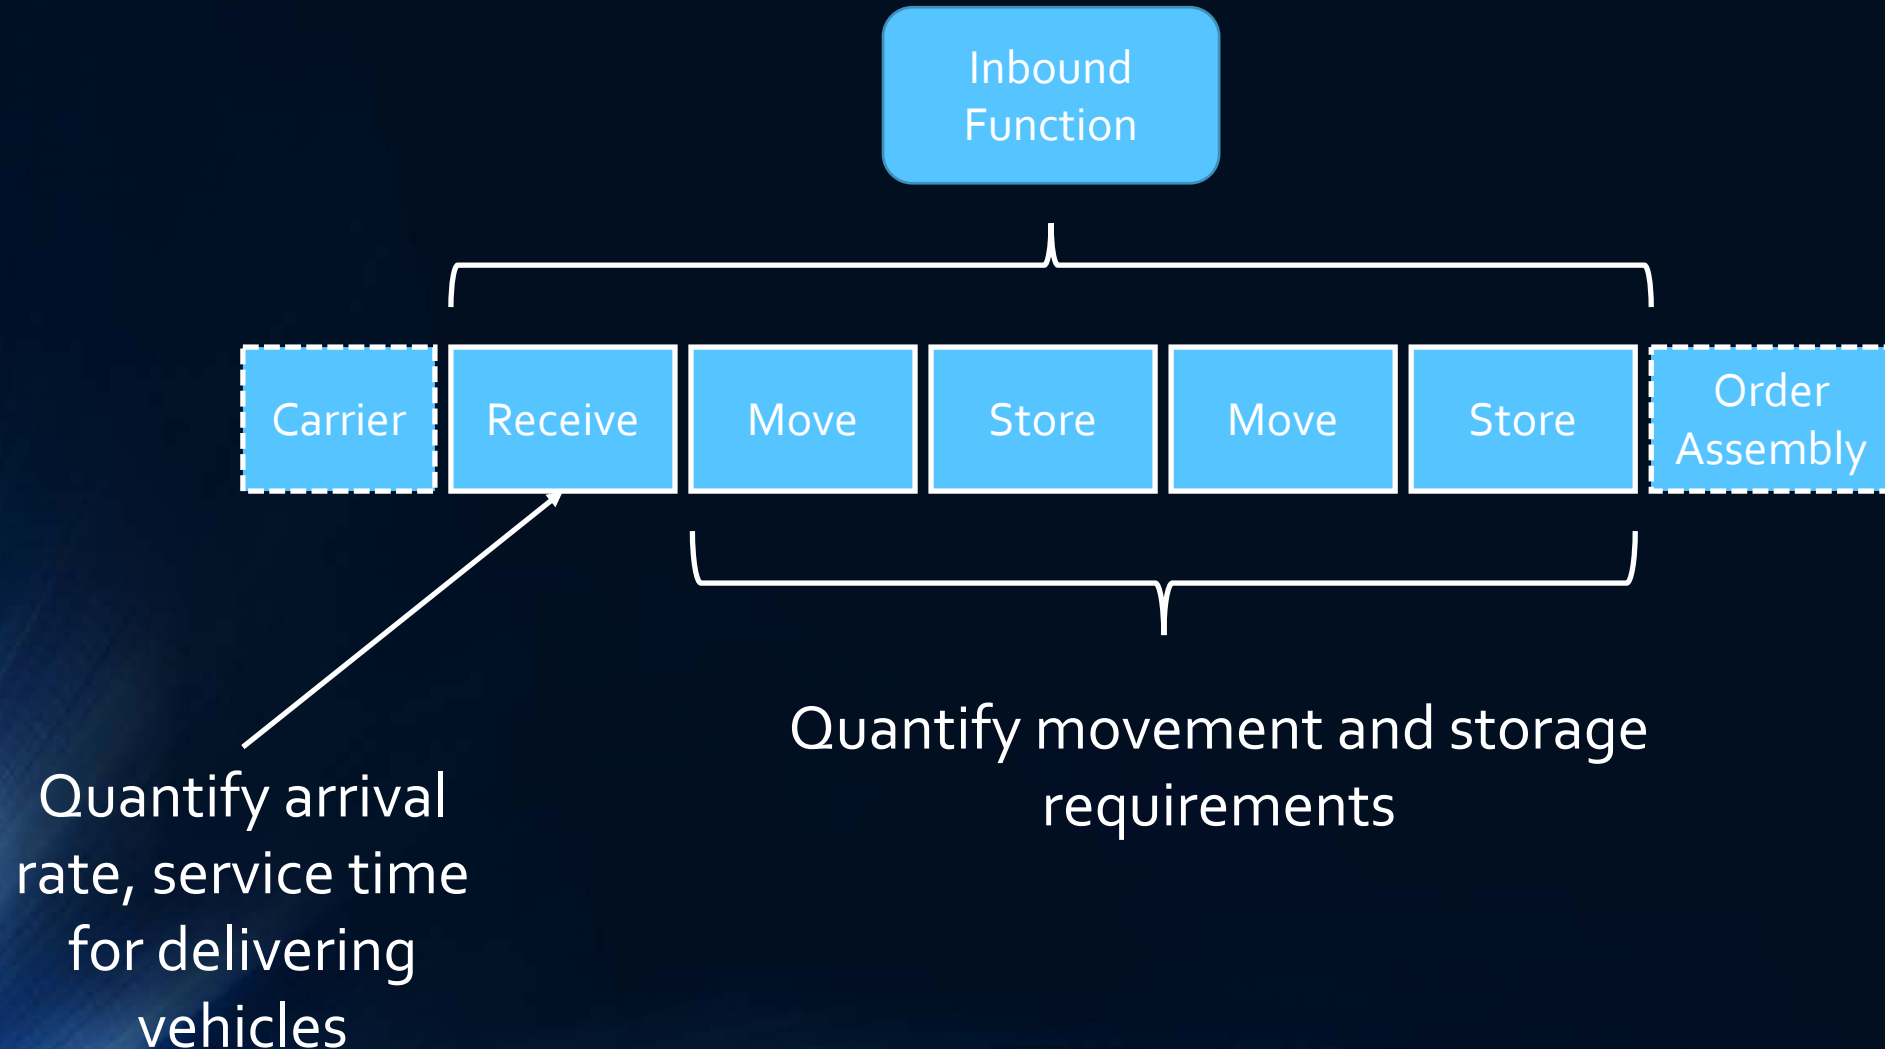 Inbound
Function
Carrier
Receive
Move
Store
Move
Store
Order
Assembly
Quantify movement and storage
requirements
Quantify arrival
rate, service time
for delivering
vehicles